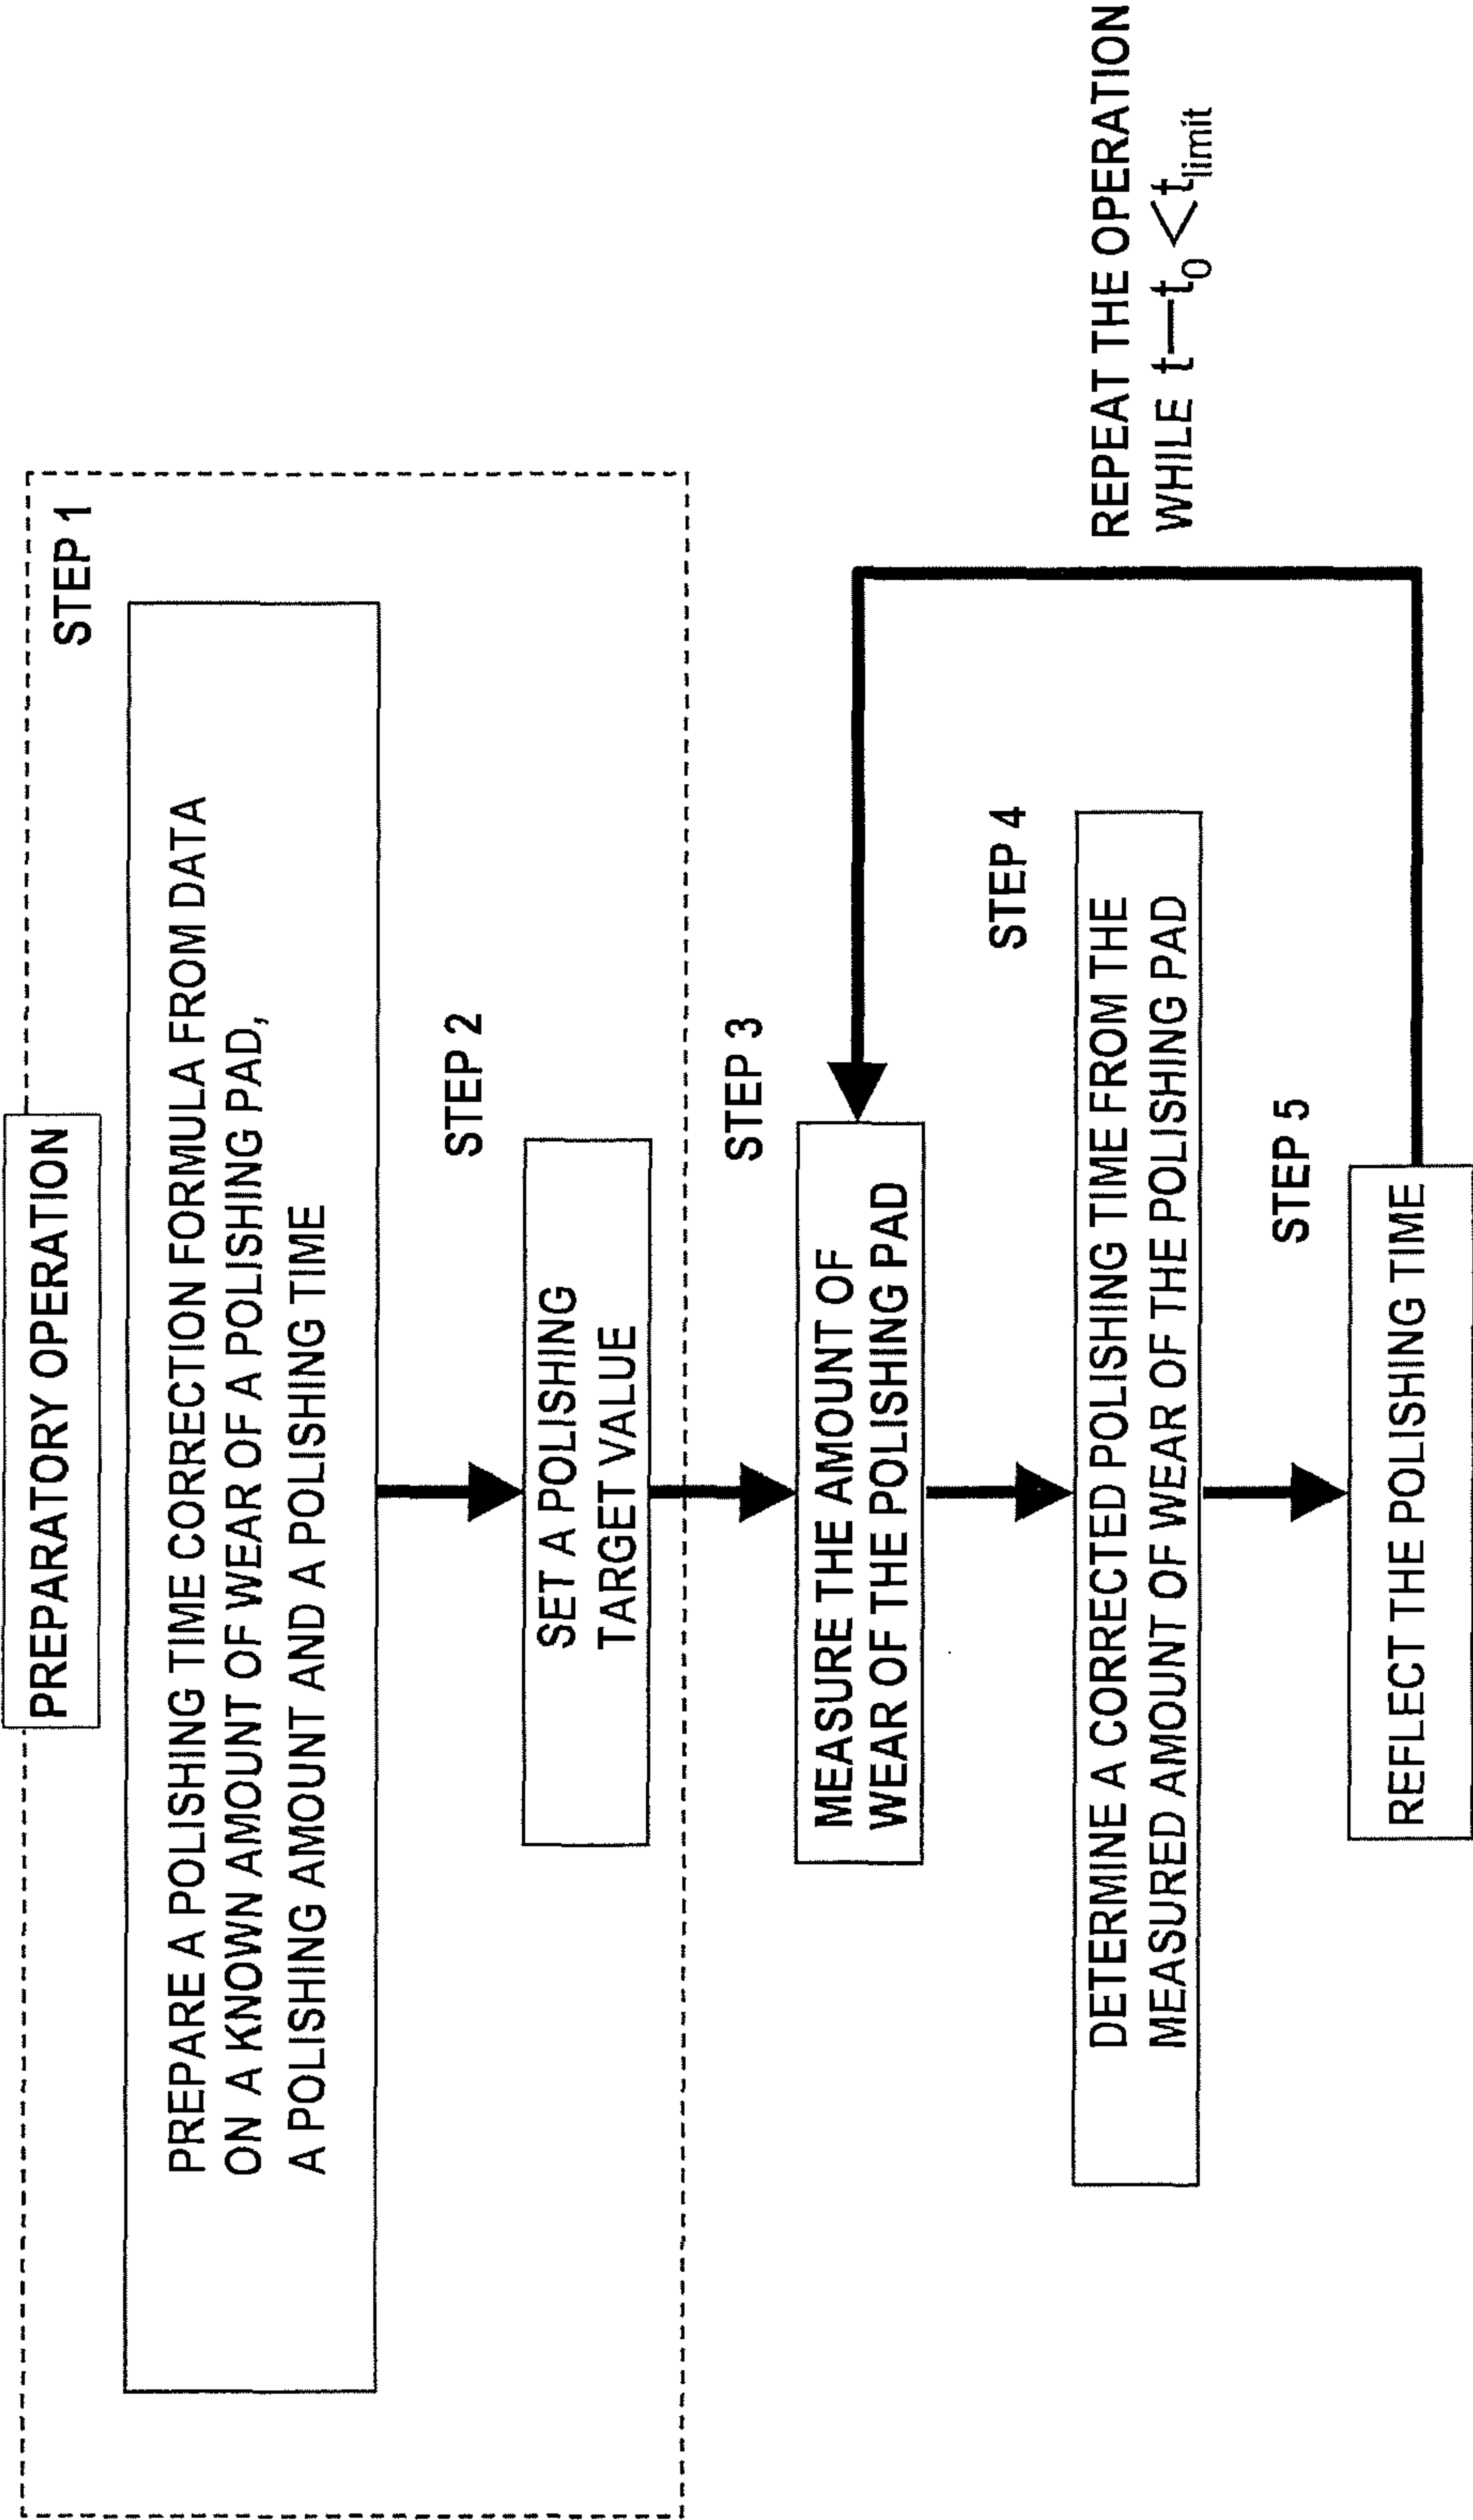 PREPARATORY OPERATION
STEP 1
PREPARE A POLISHING TIME CORRECTION FORMULA FROM DATA
ON A KNOWN AMOUNT OF WEAR OF A POLISHING PAD,
A POLISHING AMOUNT AND A POLISHING TIME
STEP 2
SET A POLISHING
TARGET VALUE
STEP 3
MEASURE THE AMOUNT OF
WEAR OF THE POLISHING PAD
STEP 4
DETERMINE A CORRECTED POLISHING TIME FROM THE
MEASURED AMOUNT OF WEAR OF THE POLISHING PAD
STEP 5
REFLECT THE POLISHING TIME
REPEAT THE OPERATION
WHILE t—t0 <tlimit